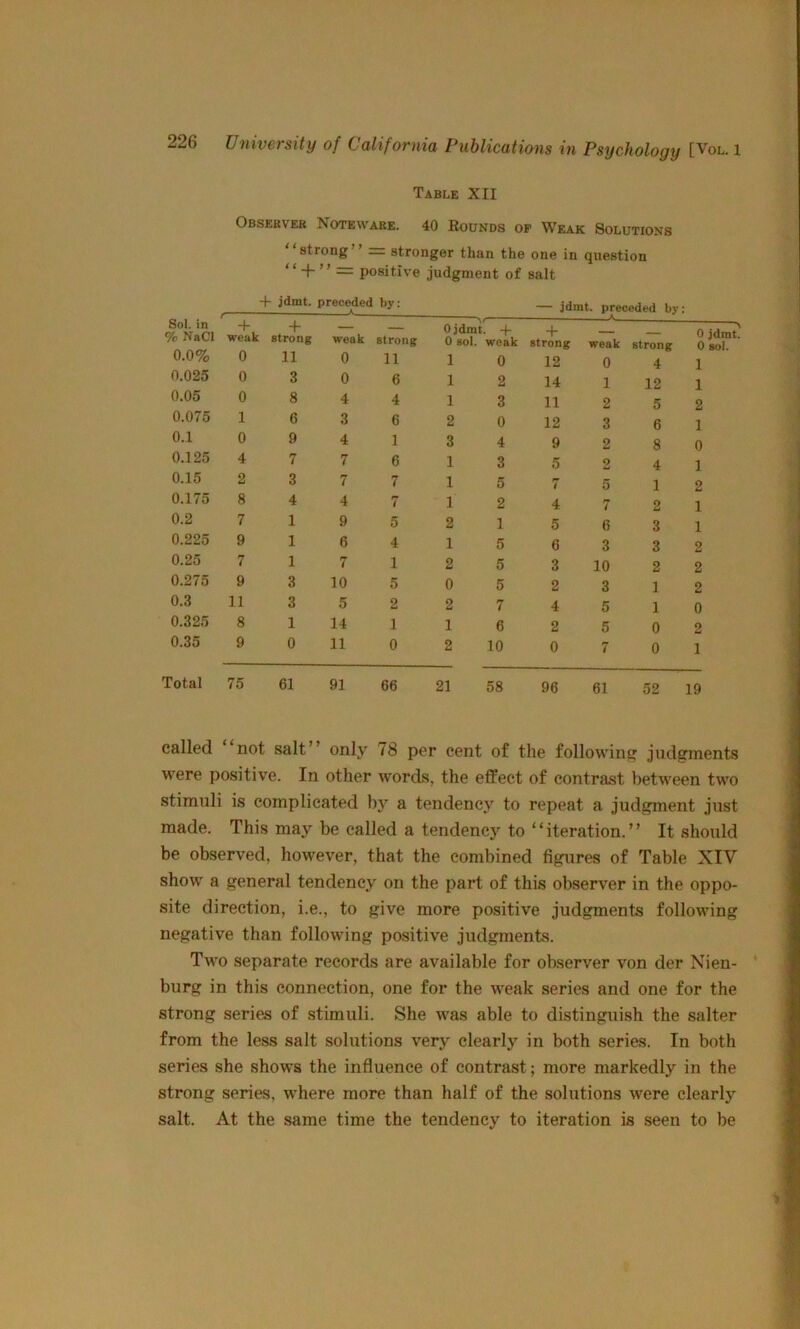 226 University of California Publications in Psychology [VOL. 1
TABLE XII
OBSERVER NOTEWARE. 40 ROUNDS OF WEAK SOLUTIONS
“strong” = stronger than the one in question
“+” = positive judgment of salt
+ jdmt. preceded by: — jdmt. preceded by:
Sol. in % NaCl + weak + strong — weak — strong 0 jdmt. 0 sol. + weak + strong — weak — strong 0 jdmt. 0 sol.
0.0% 0 11 0 11 1 0 12 0 4 1
0.025 0 3 0 6 1 2 14 1 12 1
0.05 0 8 4 4 1 3 11 2 5 2
0.075 1 6 3 6 2 0 12 3 6 1
0.1 0 9 4 1 3 4 9 2 8 0
0.125 4 7 7 6 1 3 5 2 4 1
0.15 2 3 7 7 1 5 7 5 1 2
0.175 8 4 4 7 1 2 4 7 2 1
0.2 7 1 9 5 2 1 5 6 3 1
0.225 9 1 6 4 1 5 6 3 3 2
0.25 7 1 7 1 2 5 3 10 2 2
0.275 9 3 10 5 0 5 2 3 1 2
0.3 11 3 5 2 2 7 4 5 1 0
0.325 8 1 14 1 1 6 2 5 0 2
0.35 9 0 11 0 2 10 0 7 0 1
Total 75 61 91 66 21 58 96 61 52 19
called “not salt” only 78 per cent of the following judgments
were positive. In other words, the effect of contrast between two
stimuli is complicated by a tendency to repeat a judgment just
made. This may be called a tendency to “iteration.” It should
be observed, however, that the combined figures of Table XIV
show a general tendency on the part of this observer in the oppo-
site direction, i.e., to give more positive judgments following
negative than following positive judgments.
Two separate records are available for observer von der Nien-
burg in this connection, one for the weak series and one for the
strong series of stimuli. She was able to distinguish the salter
from the less salt solutions very clearly in both series. In both
series she shows the influence of contrast; more markedly in the
strong series, where more than half of the solutions were clearly
salt. At the same time the tendency to iteration is seen to be